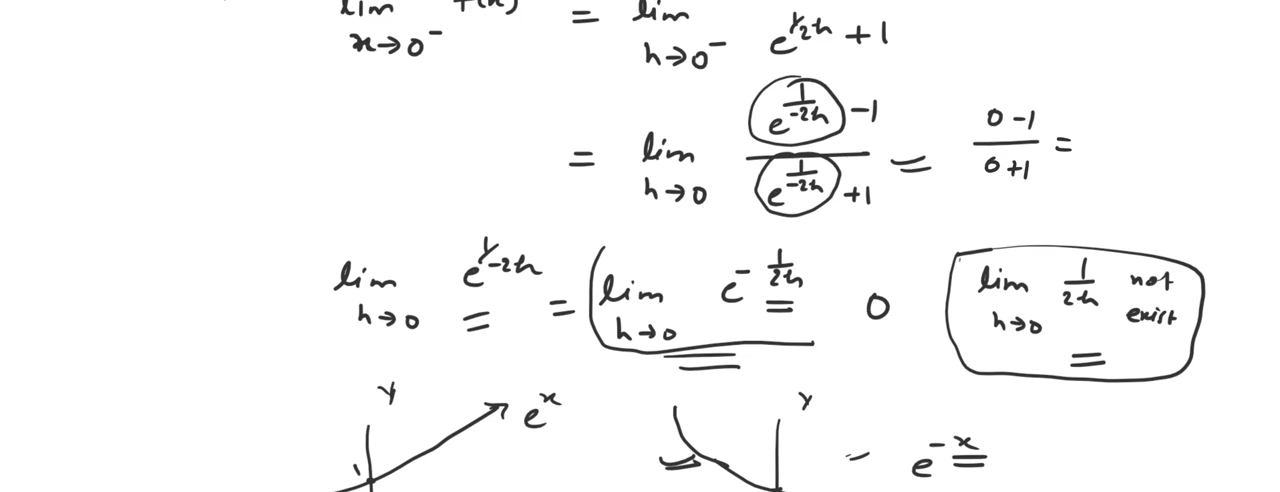 lim x→0⁻ f(x) = lim h→0⁻ e^{1/2h} + 1
= lim h→0 (e^{1/-2h} - 1)/(e^{1/-2h} + 1) = (0 - 1)/(0 + 1) =
lim h→0 e^{1/-2h} = lim h→0 e^{- 1/2h} 0
lim h→0 1/2h not exist
y e^x y e^{-x}
1